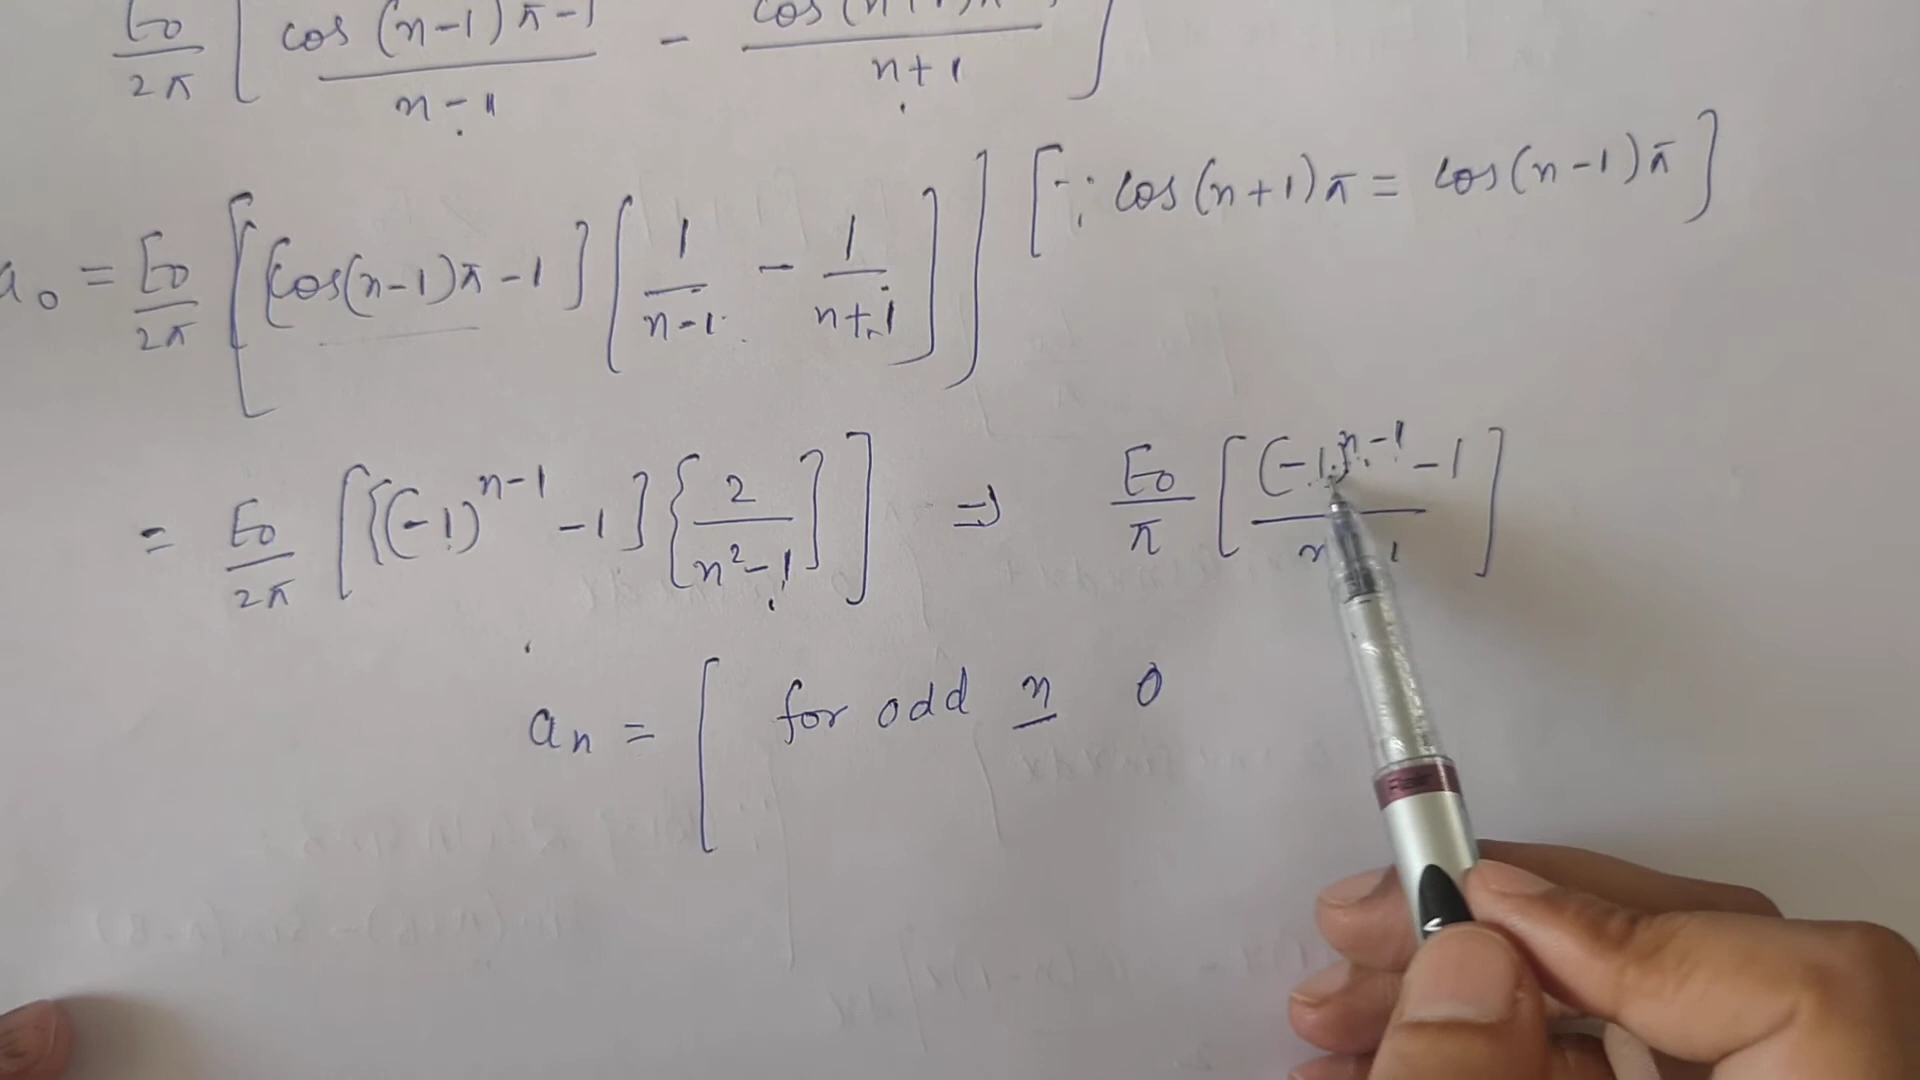 E0/2π [ cos (n-1)π-1 / n-1 - cos (n+1)π / n+1 ]
a0 = E0/2π [ [cos(n-1)π-1] [ 1/n-1 - 1/n+1 ] ] [∵ cos(n+1)π = cos(n-1)π]
= E0/2π [ {(-1)^n-1 -1] { 2/n²-1 } ] ⇒ E0/π [ (-1)^n-1 -1 / n 1 ]
an = [ for odd n 0